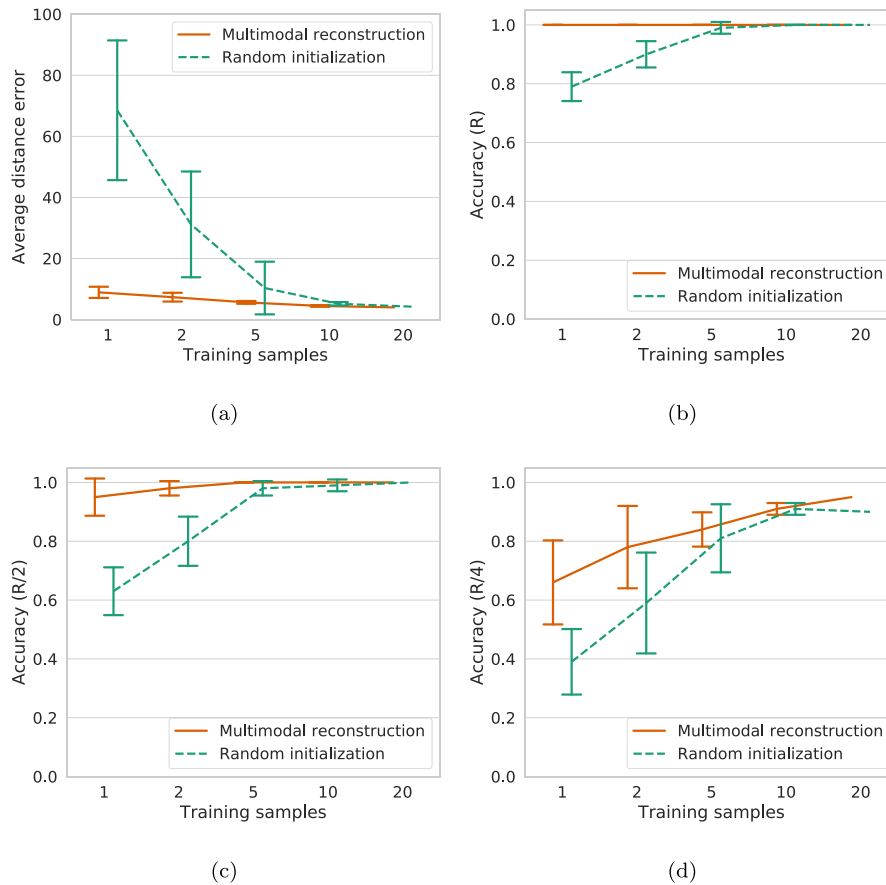 100
80
60
40
20
0
Average distance error
Multimodal reconstruction
Random initialization
1 2 5 10 20
Training samples
(a)
1.0
0.8
0.6
0.4
0.2
0.0
Accuracy (R)
Multimodal reconstruction
Random initialization
1 2 5 10 20
Training samples
(b)
1.0
0.8
0.6
0.4
0.2
0.0
Accuracy (R/2)
Multimodal reconstruction
Random initialization
1 2 5 10 20
Training samples
(c)
1.0
0.8
0.6
0.4
0.2
0.0
Accuracy (R/4)
Multimodal reconstruction
Random initialization
1 2 5 10 20
Training samples
(d)